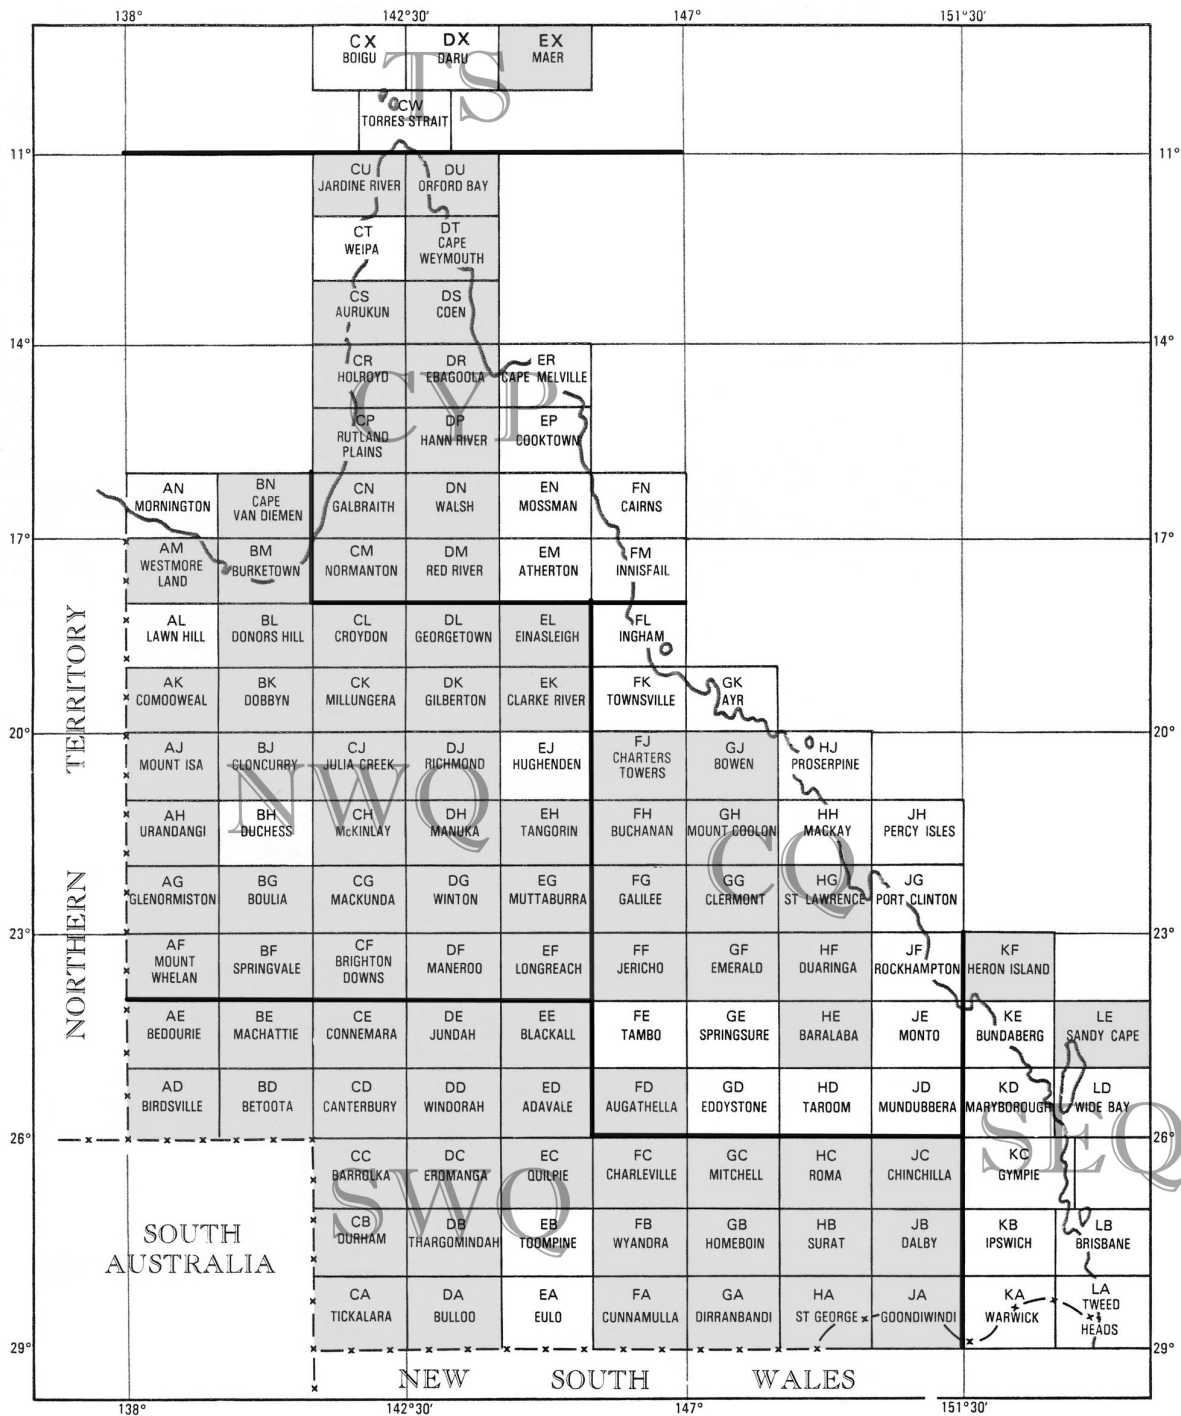 138° 142°30' 147° 151°30'
CX DX EX
BOIGU DARU MAER
TS
CW
TORRES STRAIT
11° 11°
CU DU
JARDINE RIVER ORFORD BAY
CT DT
WEIPA CAPE
WEYMOUTH
CS DS
AURUKUN COEN
14° 14°
CR DR ER
HOLROYD EBAGOOLA CAPE MELVILLE
CYP
CP DP EP
RUTLAND HANN RIVER COOKTOWN
PLAINS
AN BN CN DN EN FN
MORNINGTON CAPE GALBRAITH WALSH MOSSMAN CAIRNS
VAN DIEMEN
17° 17°
AM BM CM DM EM FM
WESTMORE BURKETOWN NORMANTON RED RIVER ATHERTON INNISFAIL
LAND
AL BL CL DL EL FL
LAWN HILL DONORS HILL CROYDON GEORGETOWN EINASLEIGH INGHAM
AK BK CK DK EK FK GK
COMOOWEAL DOBBYN MILLUNGERA GILBERTON CLARKE RIVER TOWNSVILLE AYR
20° 20°
AJ BJ CJ DJ EJ FJ GJ HJ
MOUNT ISA CLONCURRY JULIA CREEK RICHMOND HUGHENDEN CHARTERS BOWEN PROSERPINE
TOWERS
NWQ
AH BH CH DH EH FH GH HH JH
URANDANGI DUCHESS McKINLAY MANUKA TANGORIN BUCHANAN MOUNT COOLON MACKAY PERCY ISLES
CQ
AG BG CG DG EG FG GG HG JG
GLENORMISTON BOULIA MACKUNDA WINTON MUTTABURRA GALILEE CLERMONT ST LAWRENCE PORT CLINTON
23° 23°
AF BF CF DF EF FF GF HF JF KF
MOUNT SPRINGVALE BRIGHTON MANEROO LONGREACH JERICHO EMERALD DUARINGA ROCKHAMPTON HERON ISLAND
WHELAN DOWNS
AE BE CE DE EE FE GE HE JE KE LE
BEDOURIE MACHATTIE CONNEMARA JUNDAH BLACKALL TAMBO SPRINGSURE BARALABA MONTO BUNDABERG SANDY CAPE
AD BD CD DD ED FD GD HD JD KD LD
BIRDSVILLE BETOOTA CANTERBURY WINDORAH ADAVALE AUGATHELLA EDDYSTONE TAROOM MUNDUBBERA MARYBOROUGH WIDE BAY
26° 26°
SEQ
CC DC EC FC GC HC JC KC
BARROLKA EROMANGA QUILPIE CHARLEVILLE MITCHELL ROMA CHINCHILLA GYMPIE
SWQ
CB DB EB FB GB HB JB KB LB
DURHAM THARGOMINDAH TOOMPINE WYANDRA HOMEBOIN SURAT DALBY IPSWICH BRISBANE
CA DA EA FA GA HA JA KA LA
TICKALARA BULLOO EULO CUNNAMULLA DIRRANBANDI ST GEORGE GOONDIWINDI WARWICK TWEED
HEADS
29° 29°
NORTHERN TERRITORY
SOUTH
AUSTRALIA
NEW SOUTH WALES
138° 142°30' 147° 151°30'